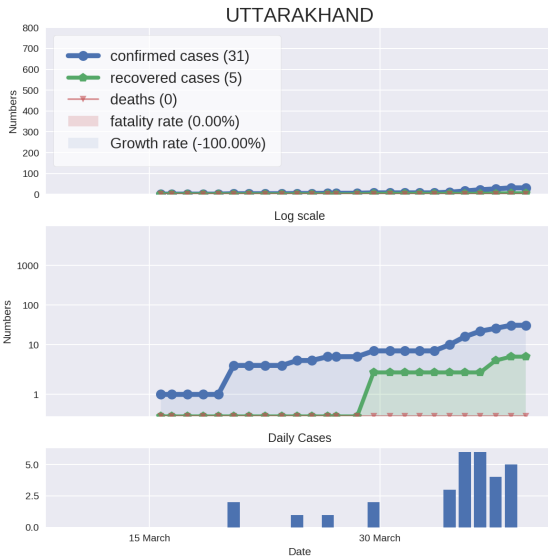 UTTARAKHAND
800
700
600
500
400
300
200
100
0
Numbers
confirmed cases (31)
recovered cases (5)
deaths (0)
fatality rate (0.00%)
Growth rate (-100.00%)
Log scale
1000
100
10
1
Numbers
Daily Cases
5.0
2.5
0.0
15 March
30 March
Date